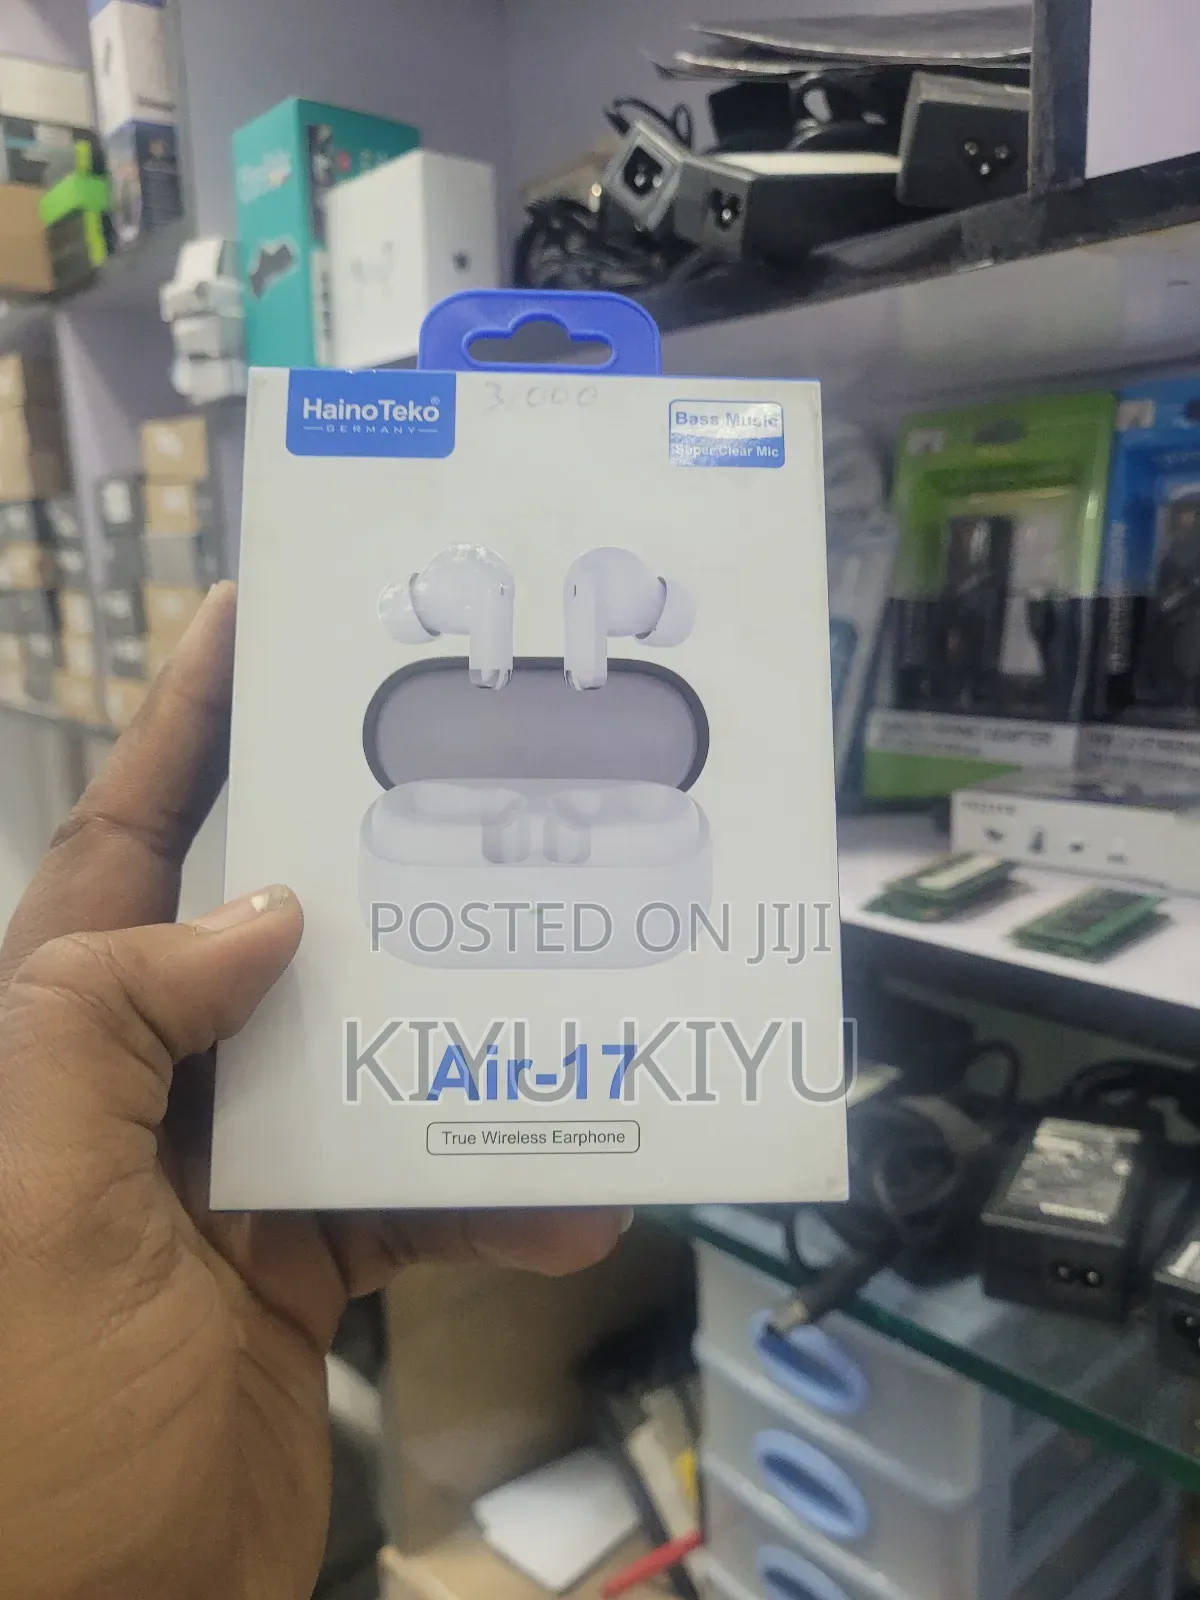 HainoTeko®
GERMANY
3,000
Bass Music
Super Clear Mic
POSTED ON JIJI
KIYU KIYU
Air-17
True Wireless Earphone